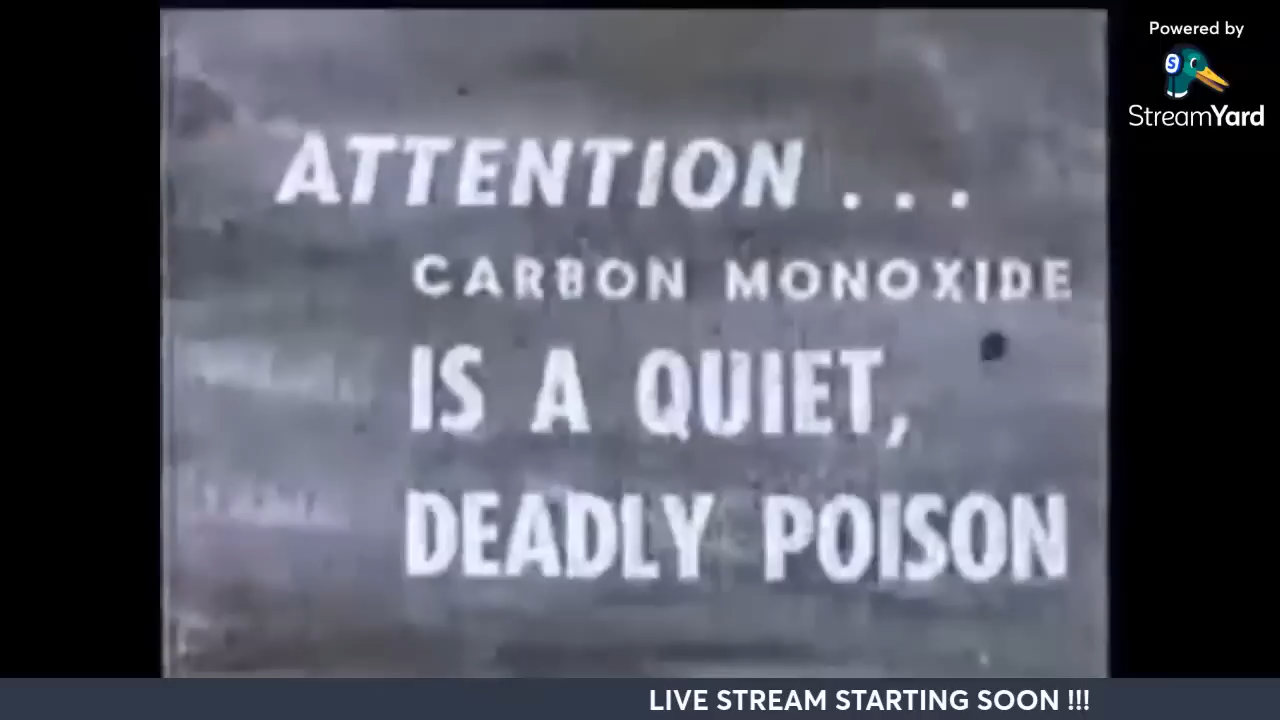 Powered by
StreamYard
ATTENTION . . .
CARBON MONOXIDE
IS A QUIET,
DEADLY POISON
LIVE STREAM STARTING SOON !!!